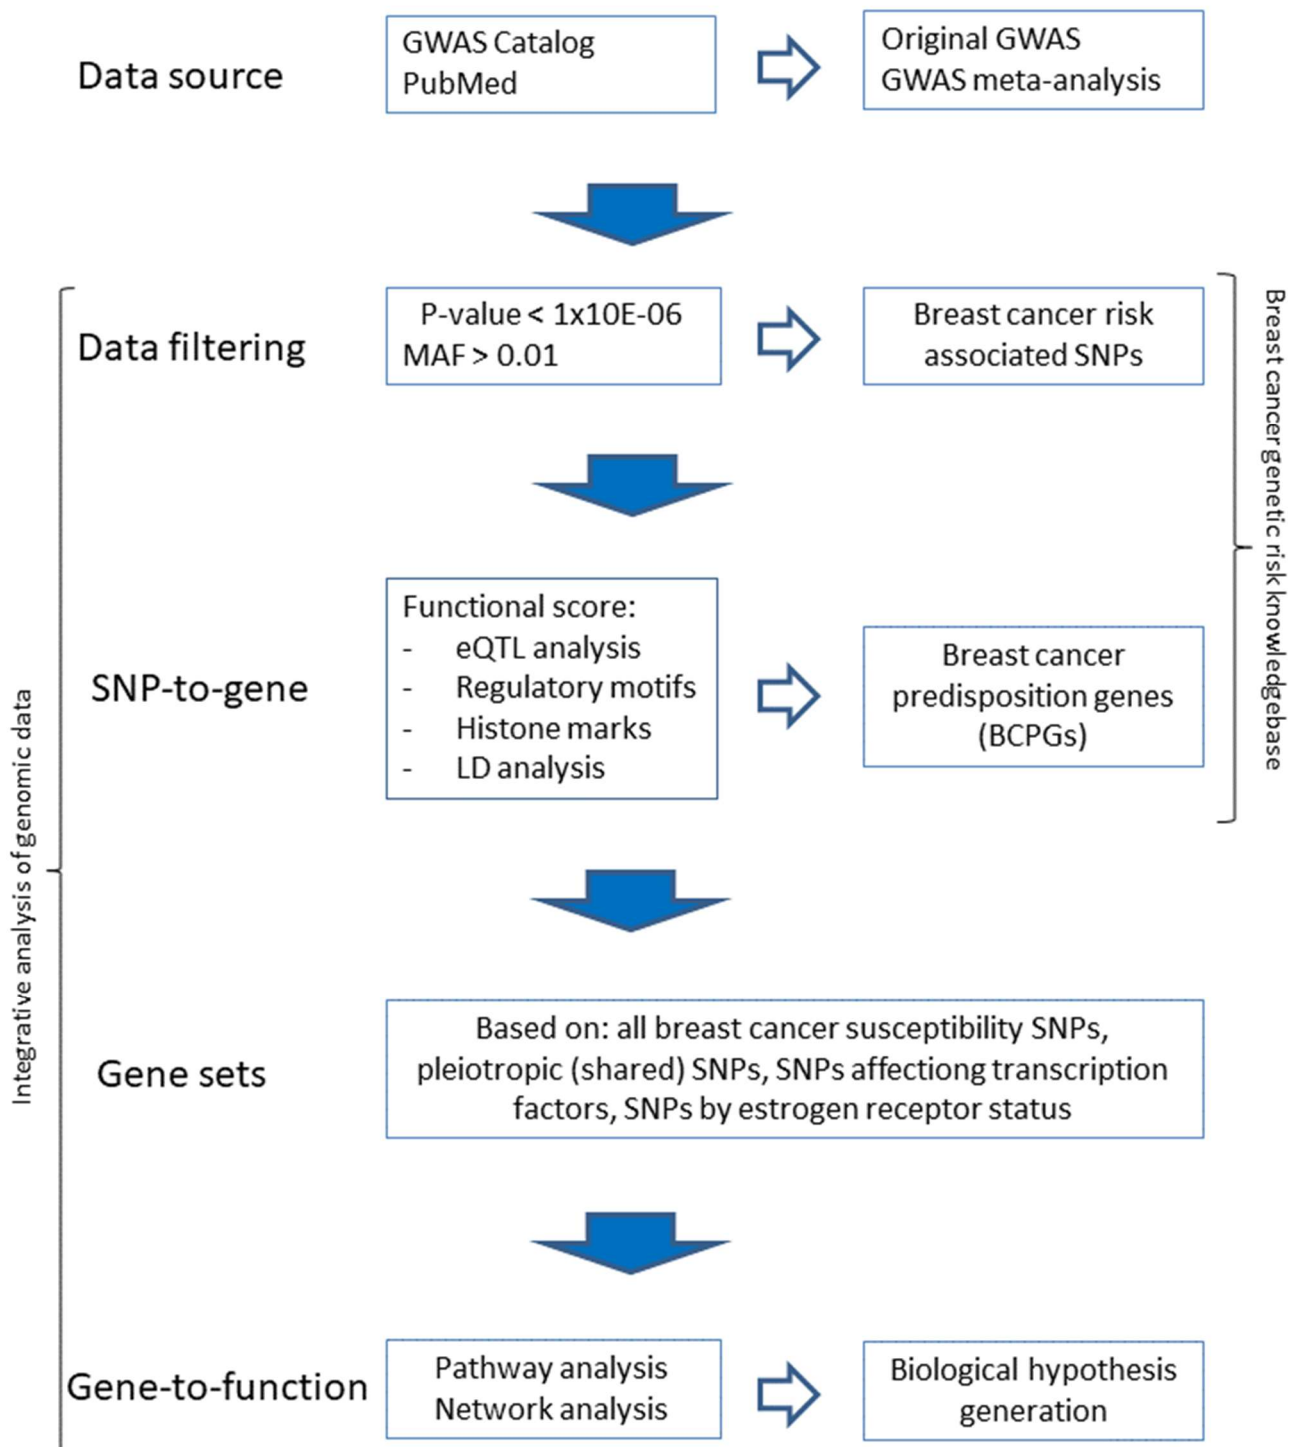 Data source
GWAS Catalog
PubMed
Original GWAS
GWAS meta-analysis
Data filtering
P-value < 1x10E-06
MAF > 0.01
Breast cancer risk
associated SNPs
Breast cancer genetic risk knowledgebase
SNP-to-gene
Functional score:
- eQTL analysis
- Regulatory motifs
- Histone marks
- LD analysis
Breast cancer
predisposition genes
(BCPGs)
Integrative analysis of genomic data
Gene sets
Based on: all breast cancer susceptibility SNPs,
pleiotropic (shared) SNPs, SNPs affectiong transcription
factors, SNPs by estrogen receptor status
Gene-to-function
Pathway analysis
Network analysis
Biological hypothesis
generation